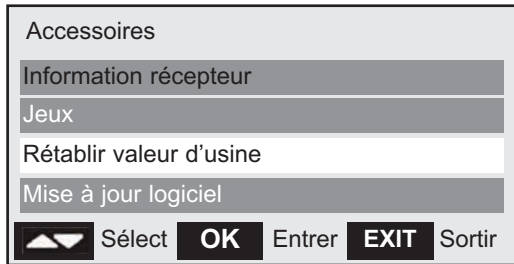 Accessoires
Information récepteur
Jeux
Rétablir valeur d'usine
Mise à jour logiciel
Sélect OK Entrer EXIT Sortir